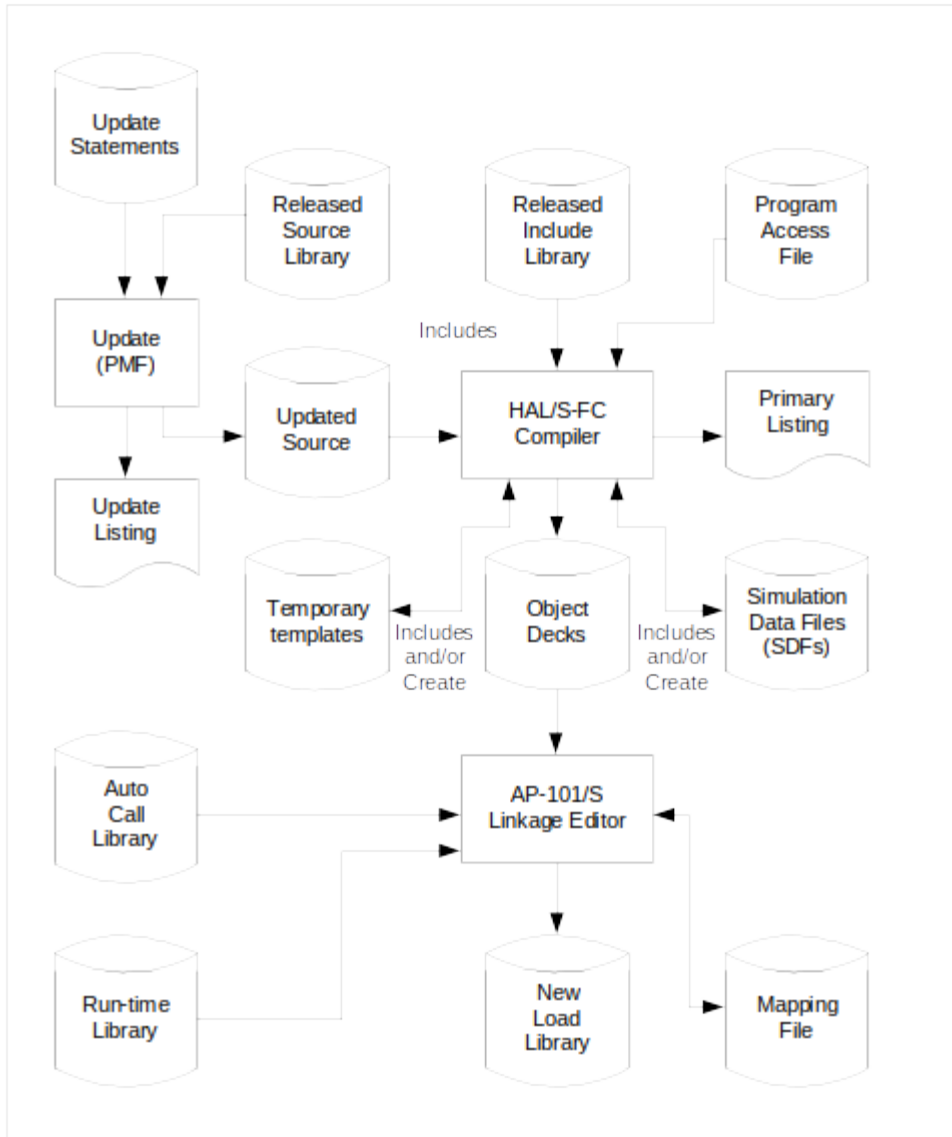 Update
Statements
Released
Source
Library
Released
Include
Library
Program
Access
File
Includes
Update
(PMF)
Updated
Source
HAL/S-FC
Compiler
Primary
Listing
Update
Listing
Temporary
templates
Includes
and/or
Create
Object
Decks
Includes
and/or
Create
Simulation
Data Files
(SDFs)
Auto
Call
Library
AP-101/S
Linkage Editor
Run-time
Library
New
Load
Library
Mapping
File